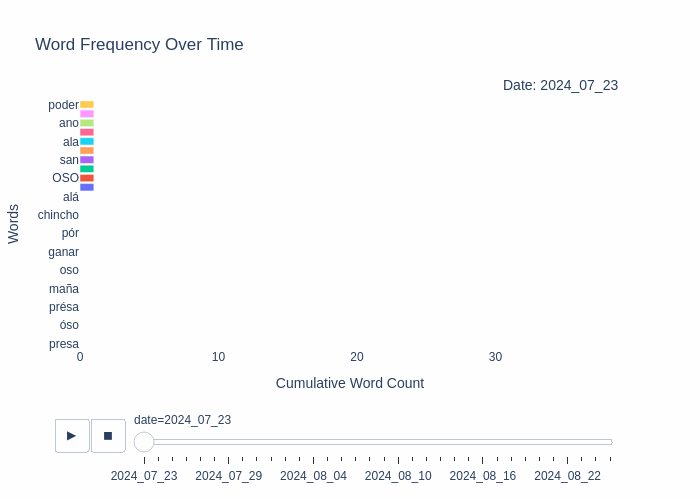 Word Frequency Over Time
Date: 2024_07_23
Words
poder
ano
ala
san
OSO
alá
chincho
pór
ganar
oso
maña
présa
óso
presa
0 10 20 30
Cumulative Word Count
date=2024_07_23
2024_07_23 2024_07_29 2024_08_04 2024_08_10 2024_08_16 2024_08_22